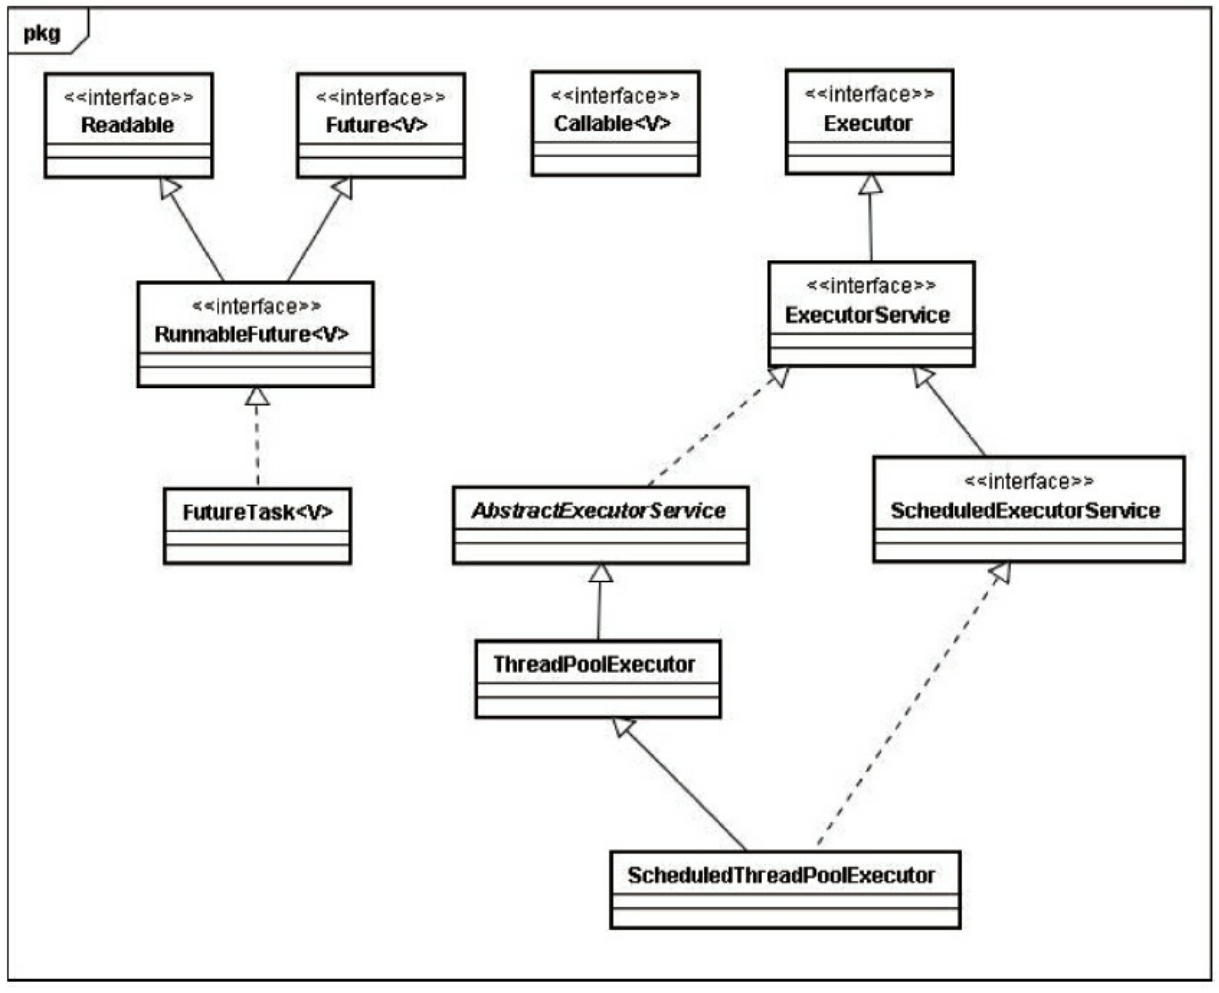 pkg
<<interface>>
Readable
<<interface>>
Future<V>
<<interface>>
Callable<V>
<<interface>>
Executor
<<interface>>
RunnableFuture<V>
<<interface>>
ExecutorService
FutureTask<V>
AbstractExecutorService
<<interface>>
ScheduledExecutorService
ThreadPoolExecutor
ScheduledThreadPoolExecutor